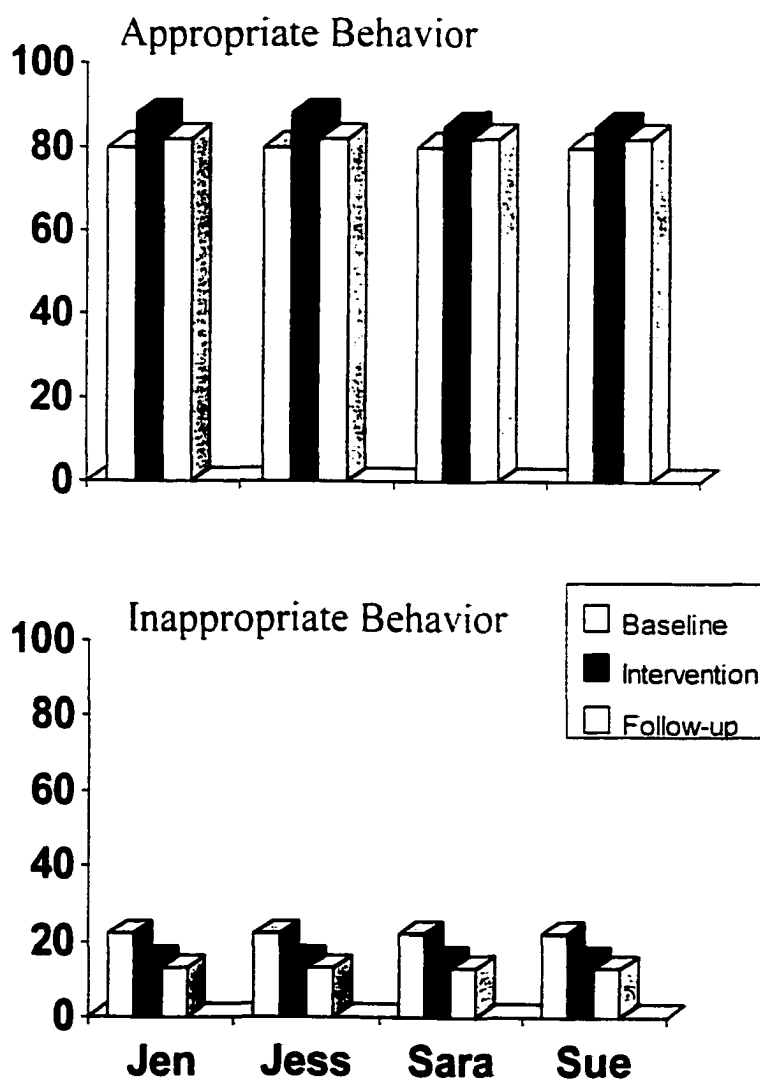 Appropriate Behavior
100
80
60
40
20
0
Inappropriate Behavior
100
80
60
40
20
0
Baseline
Intervention
Follow-up
Jen Jess Sara Sue